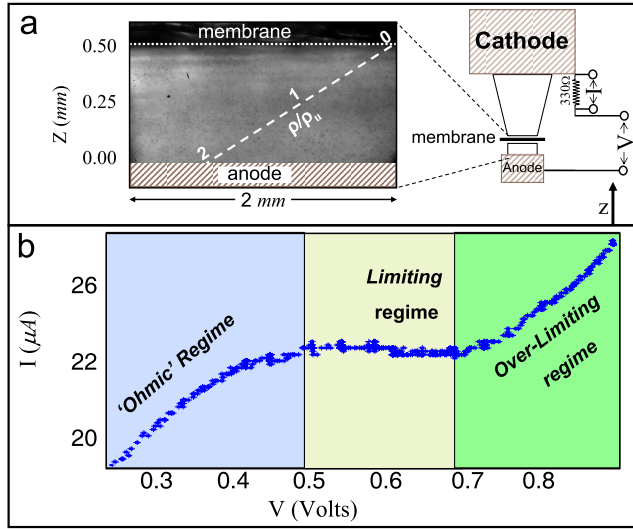 a
membrane
0
0.50
Z (mm)
0.25
1
ρ/ρu
0.00
2
anode
2 mm
Cathode
330Ω
I
V
membrane
Anode
z
b
26
I (μA)
22
20
'Ohmic' Regime
Limiting
regime
Over-Limiting
regime
0.3
0.4
0.5
0.6
0.7
0.8
V (Volts)